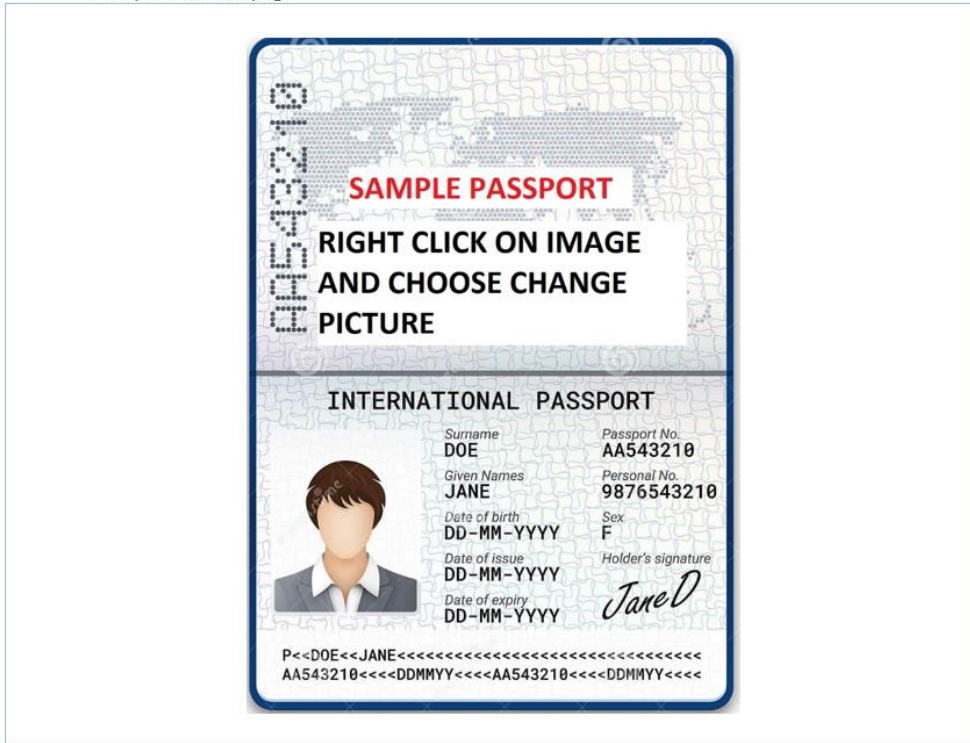 AA543210
SAMPLE PASSPORT
RIGHT CLICK ON IMAGE
AND CHOOSE CHANGE
PICTURE
INTERNATIONAL PASSPORT
Surname
DOE
Passport No.
AA543210
Given Names
JANE
Personal No.
9876543210
Date of birth
DD-MM-YYYY
Sex
F
Date of issue
DD-MM-YYYY
Holder's signature
Jane D
Date of expiry
DD-MM-YYYY
P<<DOE<<JANE<<<<<<<<<<<<<<<<<<<<<<<<<<<<<<<<
AA543210<<<<DDMMYY<<<<AA543210<<<<DDMMYY<<<<